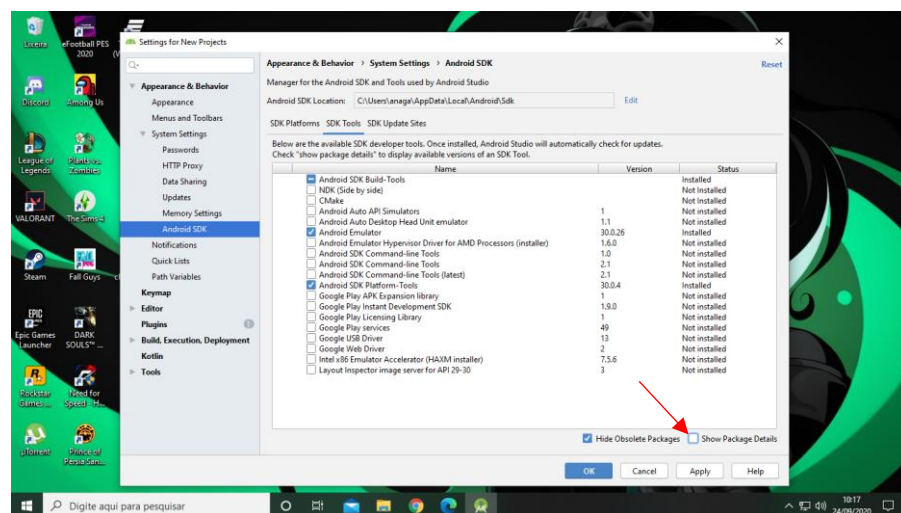 Lixeira
eFootball PES
2020
Discord
Among Us
League of
Legends
Plants vs.
Zombies
VALORANT
The Sims 4
Steam
Fall Guys
Epic Games
Launcher
DARK
SOULS™ ...
Rockstar
Games ...
Need for
Speed - H...
µTorrent
Prince of
Persia San...
Settings for New Projects
Appearance & Behavior
Appearance
Menus and Toolbars
System Settings
Passwords
HTTP Proxy
Data Sharing
Updates
Memory Settings
Android SDK
Notifications
Quick Lists
Path Variables
Keymap
Editor
Plugins
Build, Execution, Deployment
Kotlin
Tools
Appearance & Behavior › System Settings › Android SDK
Reset
Manager for the Android SDK and Tools used by Android Studio
Android SDK Location: C:\Users\anaga\AppData\Local\Android\Sdk Edit
SDK Platforms SDK Tools SDK Update Sites
Below are the available SDK developer tools. Once installed, Android Studio will automatically check for updates.
Check "show package details" to display available versions of an SDK Tool.
Name Version Status
Android SDK Build-Tools Installed
NDK (Side by side) Not Installed
CMake Not Installed
Android Auto API Simulators 1 Not installed
Android Auto Desktop Head Unit emulator 1.1 Not installed
Android Emulator 30.0.26 Installed
Android Emulator Hypervisor Driver for AMD Processors (installer) 1.6.0 Not installed
Android SDK Command-line Tools 1.0 Not installed
Android SDK Command-line Tools 2.1 Not installed
Android SDK Command-line Tools (latest) 2.1 Not installed
Android SDK Platform-Tools 30.0.4 Installed
Google Play APK Expansion library 1 Not installed
Google Play Instant Development SDK 1.9.0 Not installed
Google Play Licensing Library 1 Not installed
Google Play services 49 Not installed
Google USB Driver 13 Not installed
Google Web Driver 2 Not installed
Intel x86 Emulator Accelerator (HAXM installer) 7.5.6 Not installed
Layout Inspector image server for API 29-30 3 Not installed
Hide Obsolete Packages Show Package Details
OK Cancel Apply Help
Digite aqui para pesquisar
10:17
24/09/2020